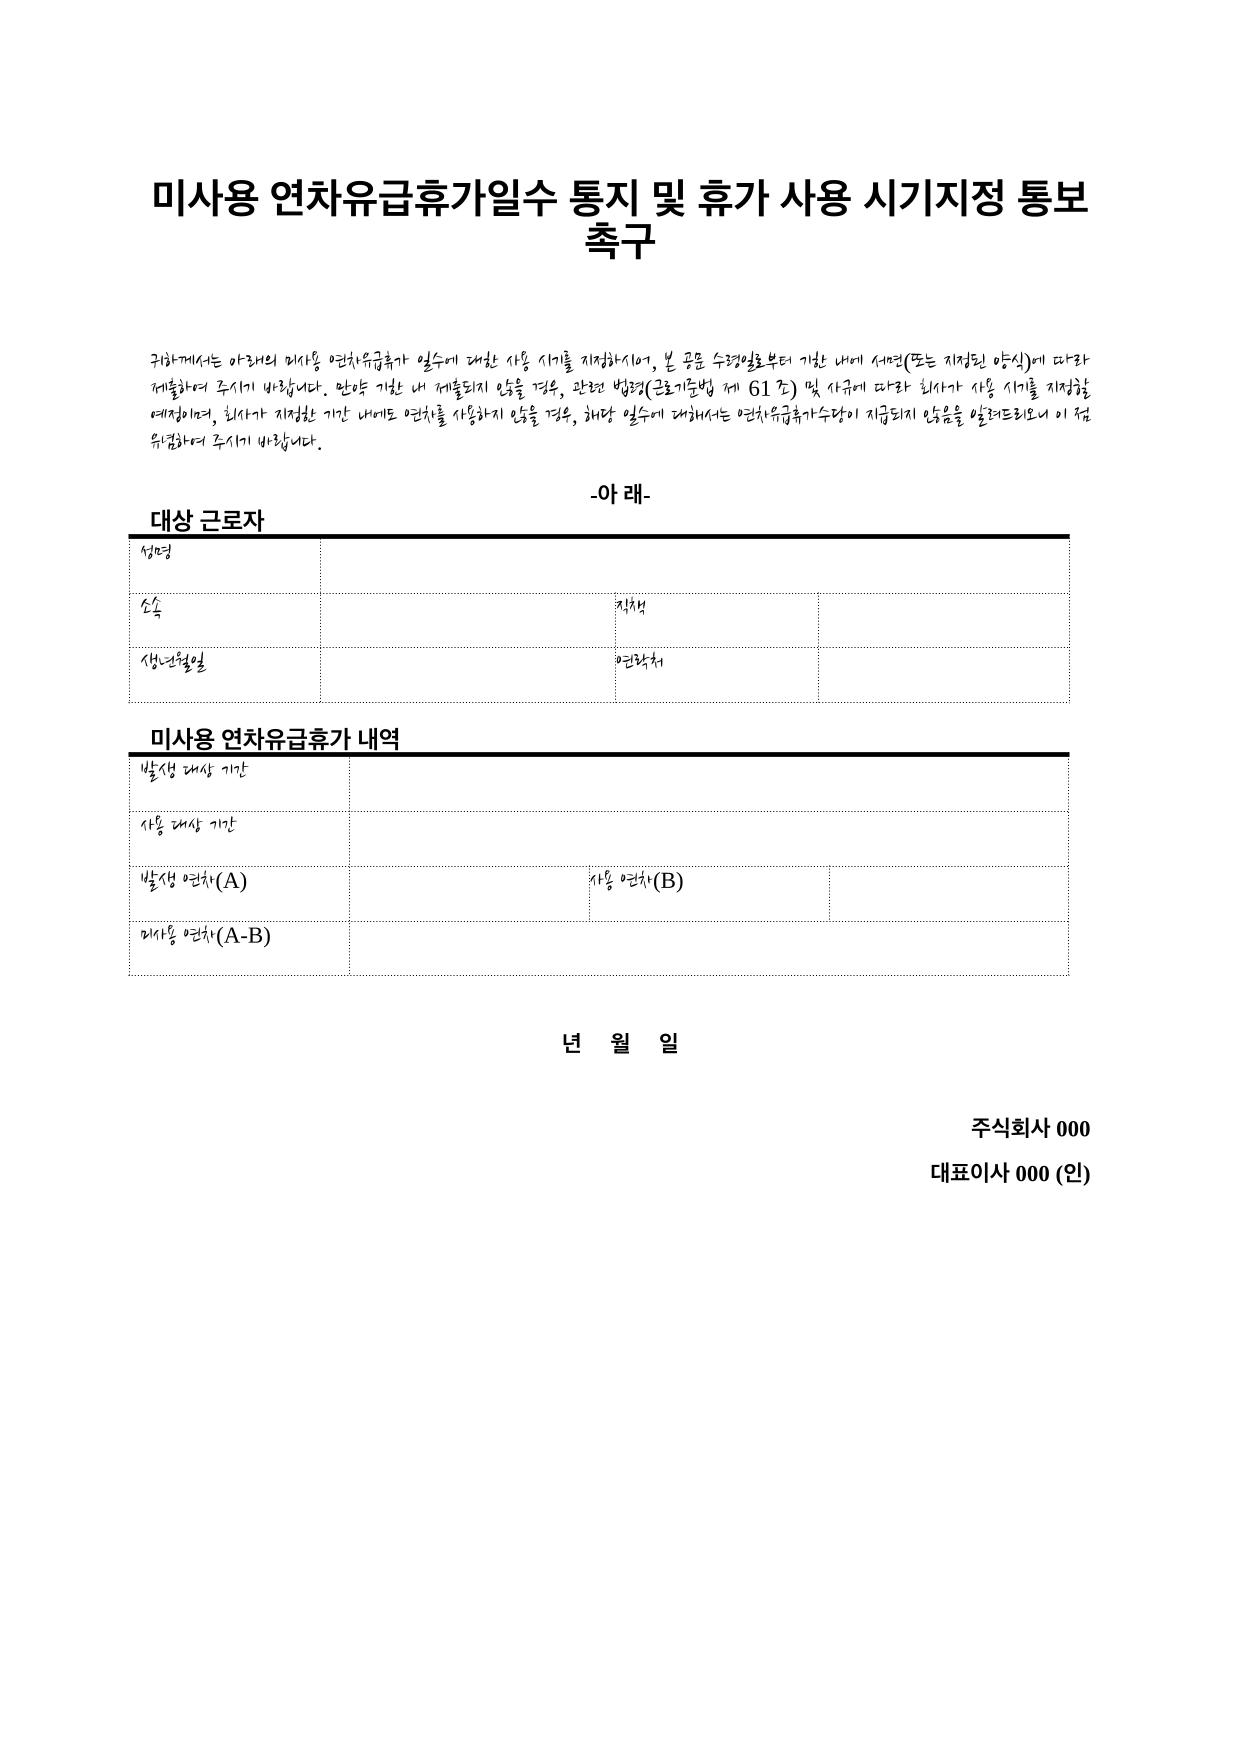 미사용 연차유급휴가일수 통지 및 휴가 사용 시기지정 통보
촉구
귀하께서는 아래의 미사용 연차유급휴가 일수에 대한 사용 시기를 지정하시어, 본 공문 수령일로부터 기한 내에 서면(또는 지정된 양식)에 따라
제출하여 주시기 바랍니다. 만약 기한 내 제출되지 않을 경우, 관련 법령(근로기준법 제 61조) 및 사규에 따라 회사가 사용 시기를 지정할
예정이며, 회사가 지정한 기간 내에도 연차를 사용하지 않을 경우, 해당 일수에 대해서는 연차유급휴가수당이 지급되지 않음을 알려드리오니 이 점
유념하여 주시기 바랍니다.
-아 래-
대상 근로자
성명
소속 직책
생년월일 연락처
미사용 연차유급휴가 내역
발생 대상 기간
사용 대상 기간
발생 연차(A) 사용 연차(B)
미사용 연차(A-B)
년 월 일
주식회사 000
대표이사 000 (인)